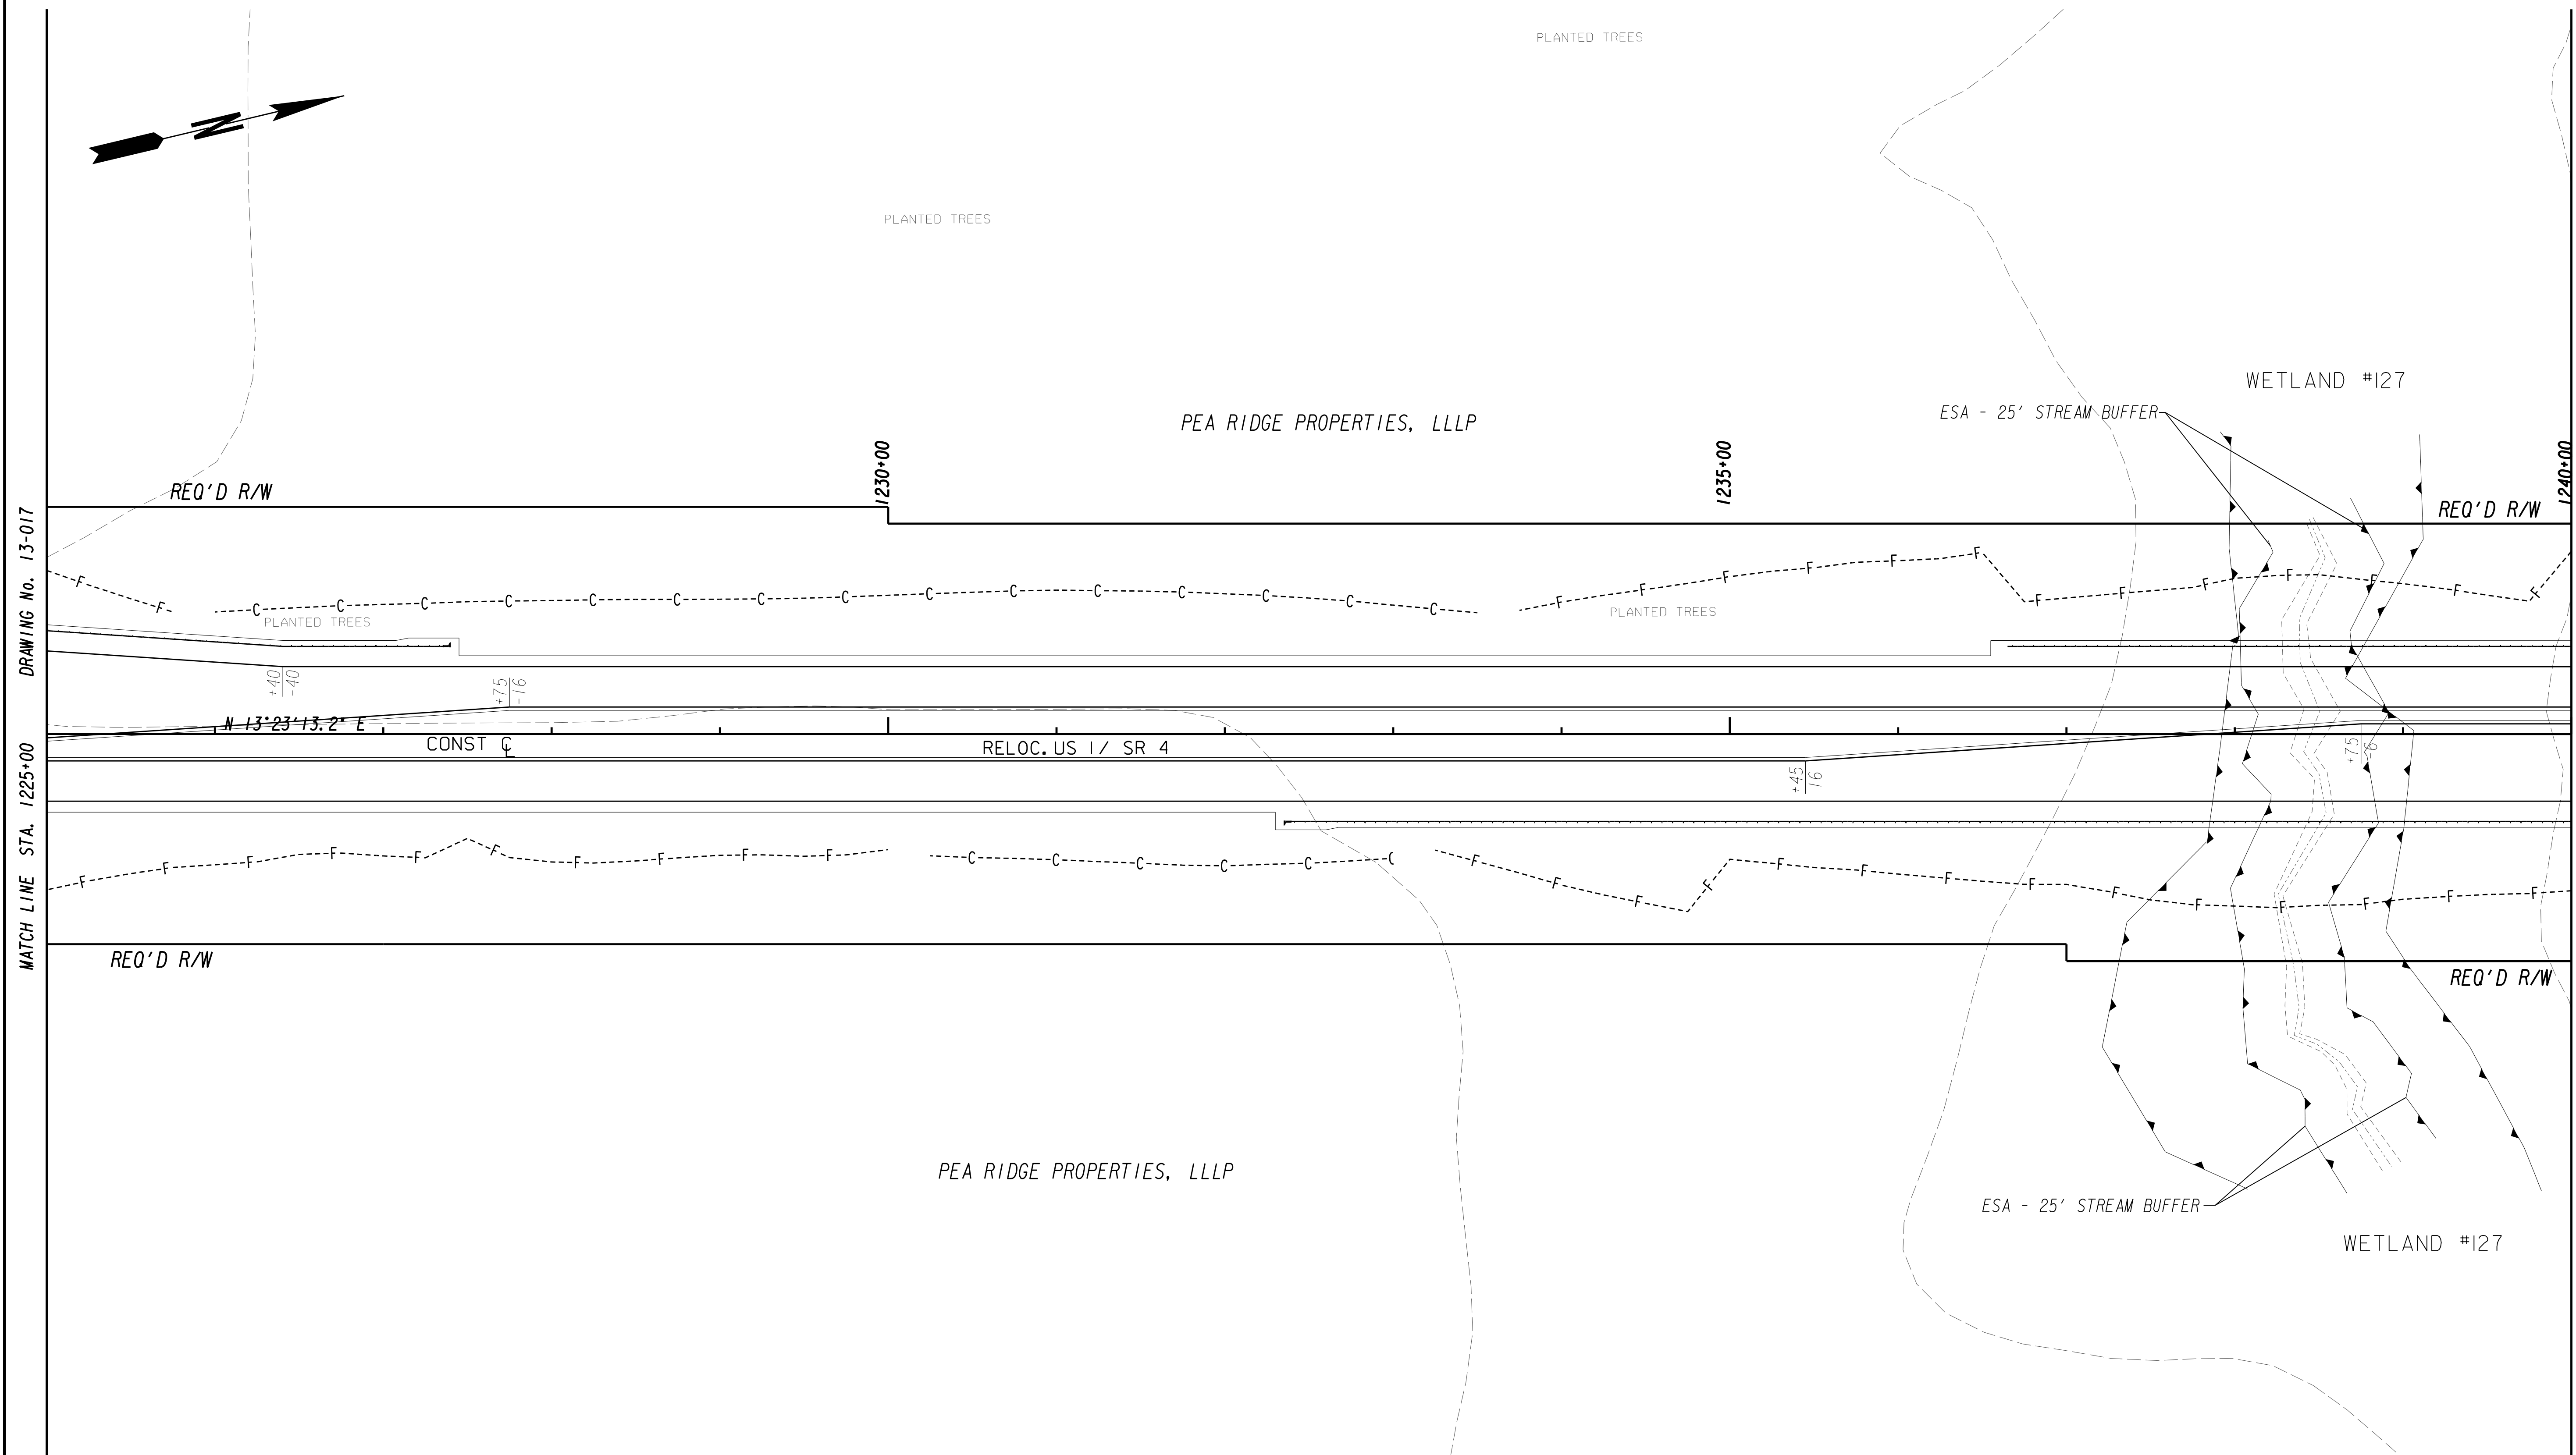 PLANTED TREES
N
PLANTED TREES
WETLAND #127
ESA - 25' STREAM BUFFER
PEA RIDGE PROPERTIES, LLLP
1230+00
1235+00
1240+00
REQ'D R/W
REQ'D R/W
DRAWING No. 13-017
MATCH LINE STA. 1225+00
F F
C C C C C C C C C C C C C C C
F F F F F F
F F F F F F
PLANTED TREES
PLANTED TREES
+40
-40
+75
-16
N 13°23'13.2" E
CONST CL
RELOC. US 1/ SR 4
+45
16
+75
-6
F F F F F F F F F F
C C C C C C
F F F F F F F F F F F F F F
REQ'D R/W
REQ'D R/W
PEA RIDGE PROPERTIES, LLLP
ESA - 25' STREAM BUFFER
WETLAND #127